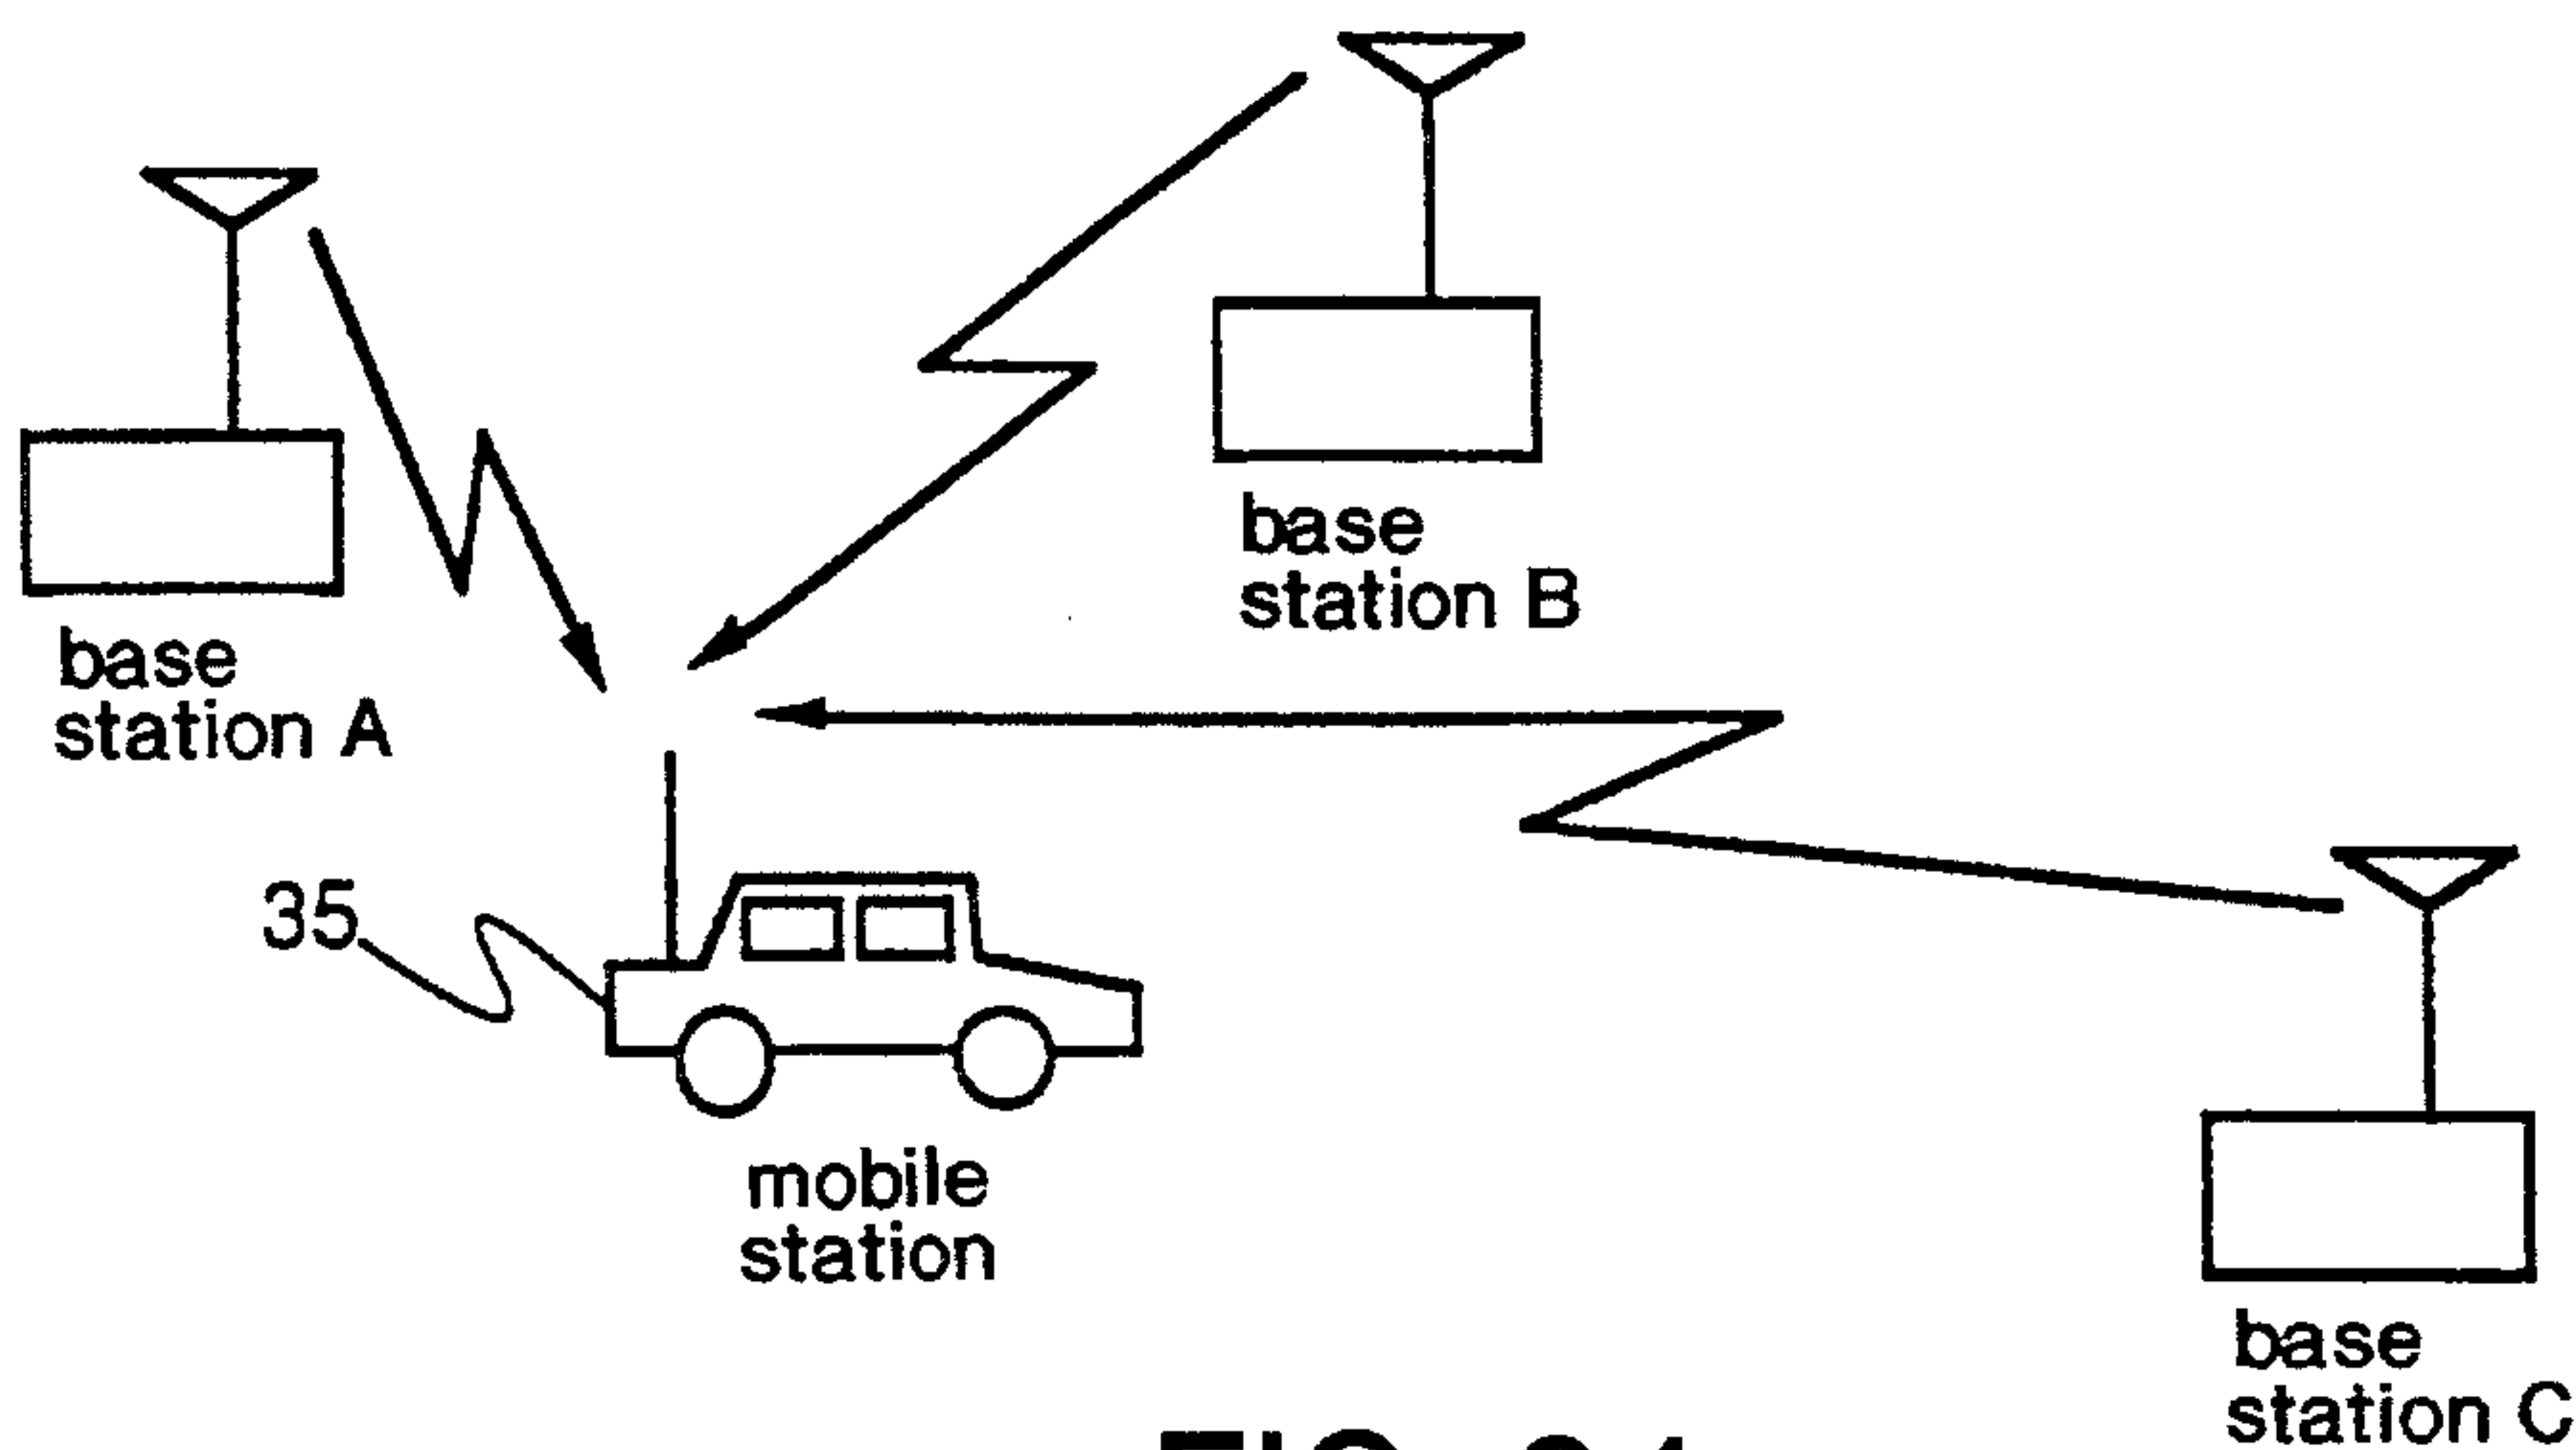 base
station B
base
station A
35
mobile
station
base
station C